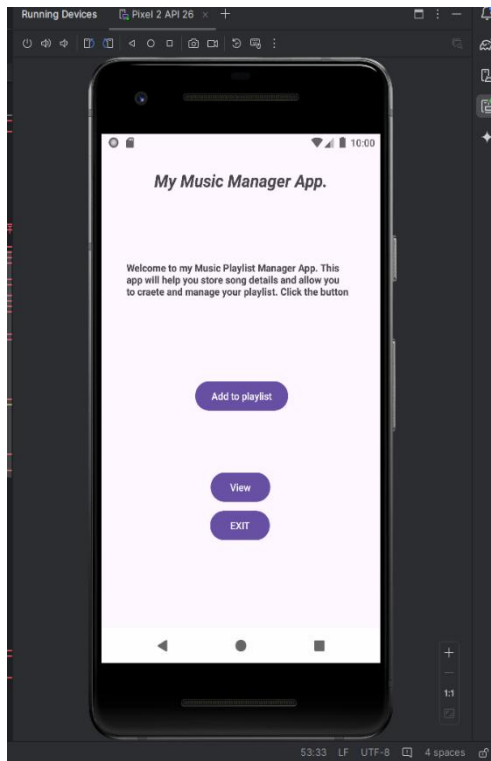 Running Devices Pixel 2 API 26
10:00
My Music Manager App.
Welcome to my Music Playlist Manager App. This
app will help you store song details and allow you
to craete and manage your playlist. Click the button
Add to playlist
View
EXIT
1:1
53:33 LF UTF-8 4 spaces